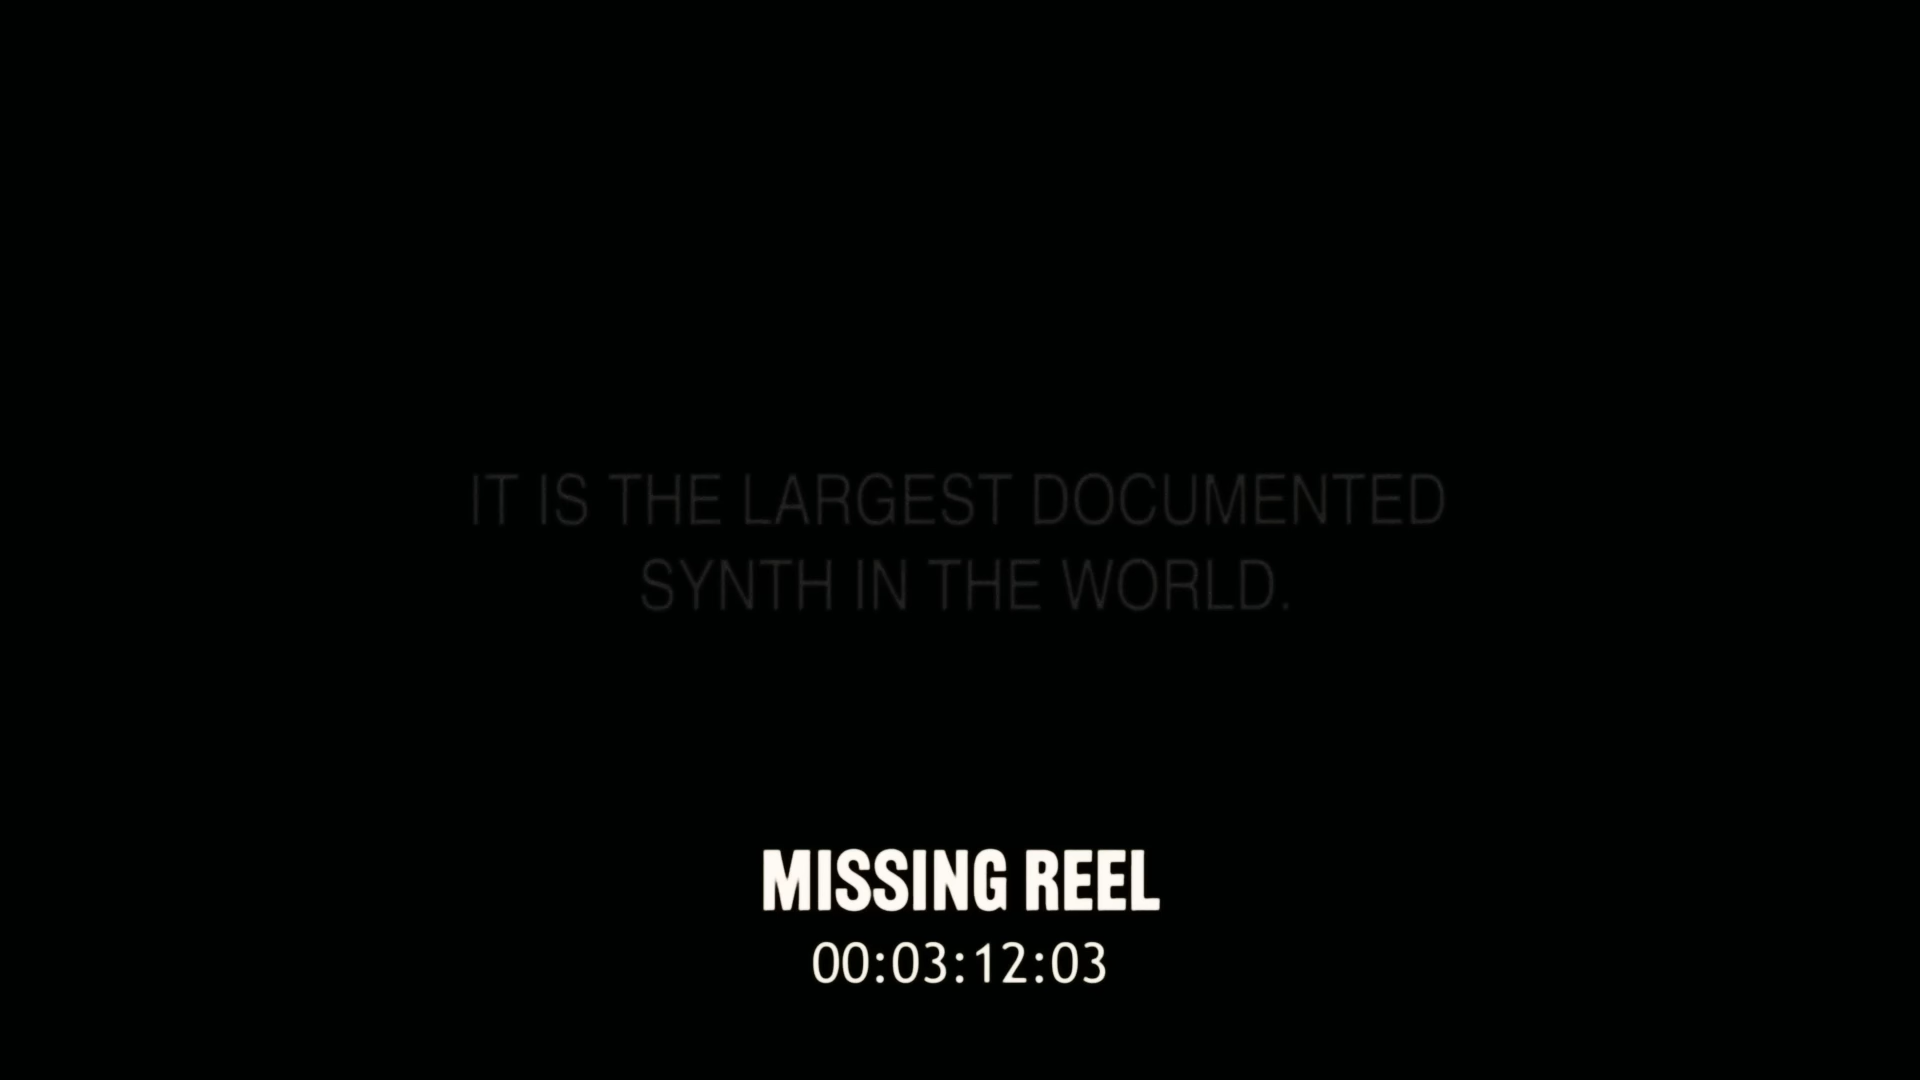 IT IS THE LARGEST DOCUMENTED
SYNTH IN THE WORLD.
MISSING REEL
00:03:12:03